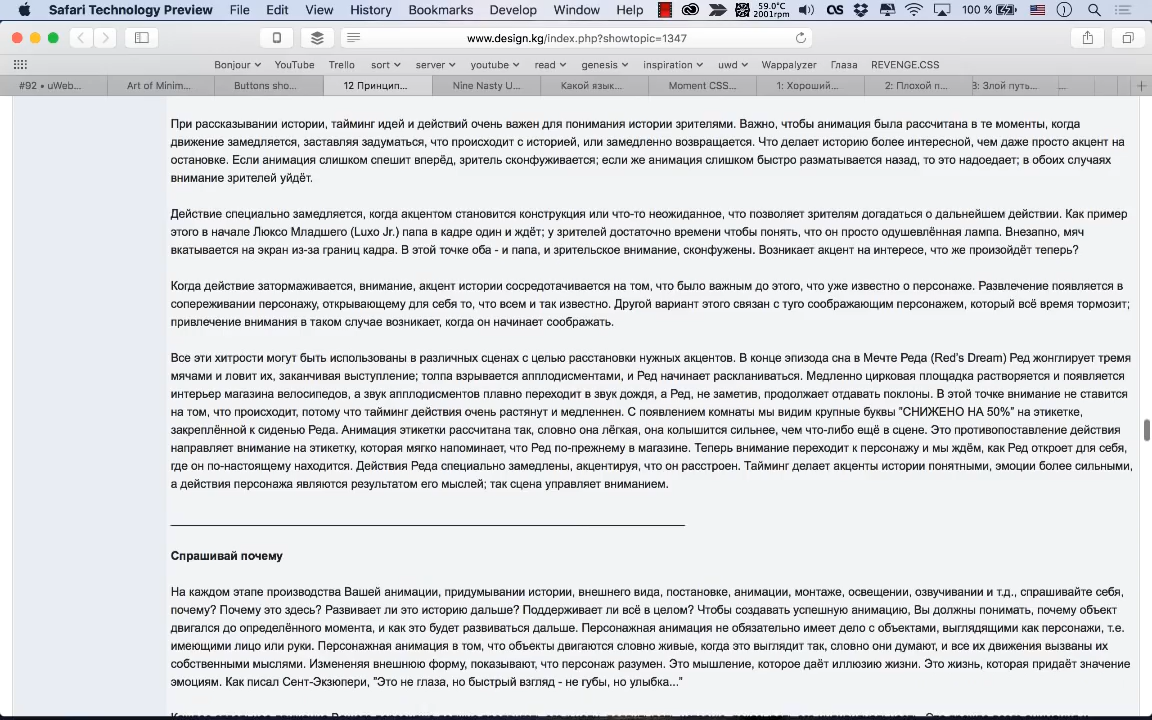 Safari Technology Preview File Edit View History Bookmarks Develop Window Help 59.0°C 2001rpm 100 %
www.design.kg/index.php?showtopic=1347
Bonjour YouTube Trello sort server youtube read genesis inspiration uwd Wappalyzer Глаза REVENGE.CSS
#92 • uWeb... Art of Minim... Buttons sho... 12 Принцип... Nine Nasty U... Какой язык... Moment CSS... 1: Хороший... 2: Плохой п... 3: Злой путь... ...
При рассказывании истории, тайминг идей и действий очень важен для понимания истории зрителями. Важно, чтобы анимация была рассчитана в те моменты, когда
движение замедляется, заставляя задуматься, что происходит с историей, или замедленно возвращается. Что делает историю более интересной, чем даже просто акцент на
остановке. Если анимация слишком спешит вперёд, зритель сконфуживается; если же анимация слишком быстро разматывается назад, то это надоедает; в обоих случаях
внимание зрителей уйдёт.
Действие специально замедляется, когда акцентом становится конструкция или что-то неожиданное, что позволяет зрителям догадаться о дальнейшем действии. Как пример
этого в начале Люксо Младшего (Luxo Jr.) папа в кадре один и ждёт; у зрителей достаточно времени чтобы понять, что он просто одушевлённая лампа. Внезапно, мяч
вкатывается на экран из-за границ кадра. В этой точке оба - и папа, и зрительское внимание, сконфужены. Возникает акцент на интересе, что же произойдёт теперь?
Когда действие затормаживается, внимание, акцент истории сосредотачивается на том, что было важным до этого, что уже известно о персонаже. Развлечение появляется в
сопереживании персонажу, открывающему для себя то, что всем и так известно. Другой вариант этого связан с туго соображающим персонажем, который всё время тормозит;
привлечение внимания в таком случае возникает, когда он начинает соображать.
Все эти хитрости могут быть использованы в различных сценах с целью расстановки нужных акцентов. В конце эпизода сна в Мечте Реда (Red's Dream) Ред жонглирует тремя
мячами и ловит их, заканчивая выступление; толпа взрывается апплодисментами, и Ред начинает раскланиваться. Медленно цирковая площадка растворяется и появляется
интерьер магазина велосипедов, а звук апплодисментов плавно переходит в звук дождя, а Ред, не заметив, продолжает отдавать поклоны. В этой точке внимание не ставится
на том, что происходит, потому что тайминг действия очень растянут и медленнен. С появлением комнаты мы видим крупные буквы "СНИЖЕНО НА 50%" на этикетке,
закреплённой к сиденью Реда. Анимация этикетки рассчитана так, словно она лёгкая, она колышится сильнее, чем что-либо ещё в сцене. Это противопоставление действия
направляет внимание на этикетку, которая мягко напоминает, что Ред по-прежнему в магазине. Теперь внимание переходит к персонажу и мы ждём, как Ред откроет для себя,
где он по-настоящему находится. Действия Реда специально замедлены, акцентируя, что он расстроен. Тайминг делает акценты истории понятными, эмоции более сильными,
а действия персонажа являются результатом его мыслей; так сцена управляет вниманием.
Спрашивай почему
На каждом этапе производства Вашей анимации, придумывании истории, внешнего вида, постановке, анимации, монтаже, освещении, озвучивании и т.д., спрашивайте себя,
почему? Почему это здесь? Развивает ли это историю дальше? Поддерживает ли всё в целом? Чтобы создавать успешную анимацию, Вы должны понимать, почему объект
двигался до определённого момента, и как это будет развиваться дальше. Персонажная анимация не обязательно имеет дело с объектами, выглядящими как персонажи, т.е.
имеющими лицо или руки. Персонажная анимация в том, что объекты двигаются словно живые, когда это выглядит так, словно они думают, и все их движения вызваны их
собственными мыслями. Измененяя внешнюю форму, показывают, что персонаж разумен. Это мышление, которое даёт иллюзию жизни. Это жизнь, которая придаёт значение
эмоциям. Как писал Сент-Экзюпери, "Это не глаза, но быстрый взгляд - не губы, но улыбка..."